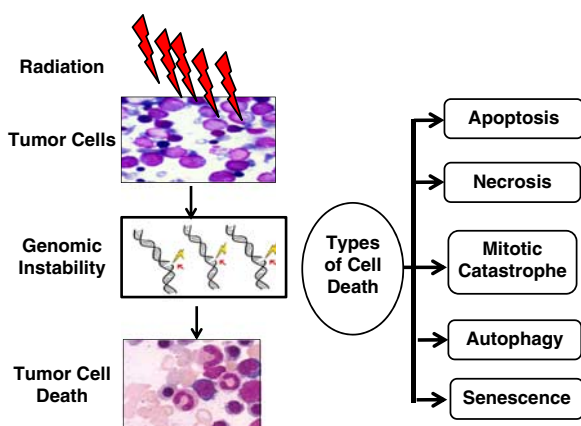 Radiation
Tumor Cells
Genomic
Instability
Tumor Cell
Death
Types
of Cell
Death
Apoptosis
Necrosis
Mitotic
Catastrophe
Autophagy
Senescence